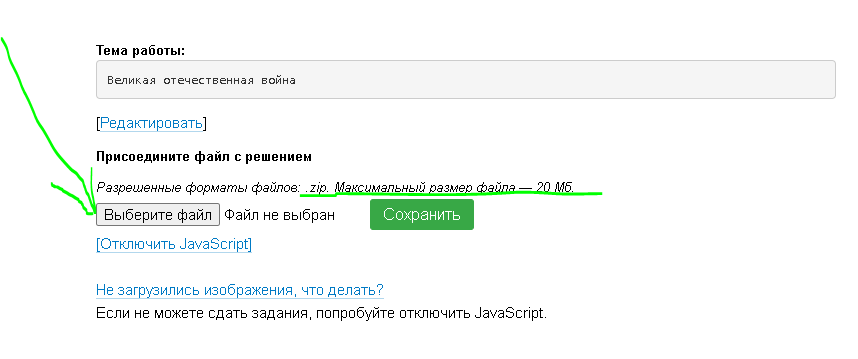 Тема работы:
Великая отечественная война
[Редактировать]
Присоедините файл с решением
Разрешенные форматы файлов: .zip. Максимальный размер файла — 20 Мб.
Выберите файл Файл не выбран Сохранить
[Отключить JavaScript]
Не загрузились изображения, что делать?
Если не можете сдать задания, попробуйте отключить JavaScript.